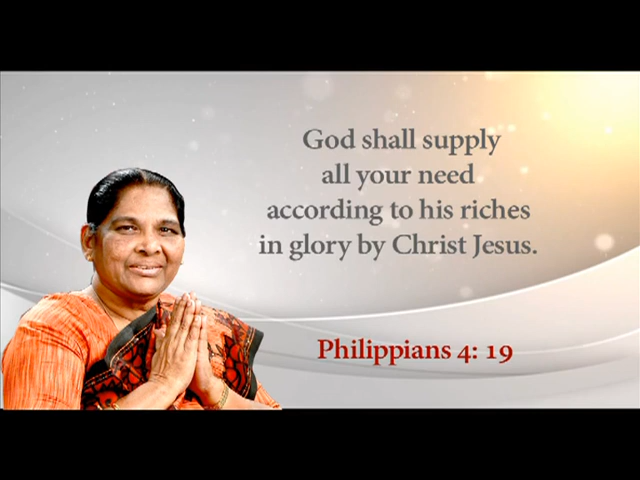 God shall supply
all your need
according to his riches
in glory by Christ Jesus.
Philippians 4: 19